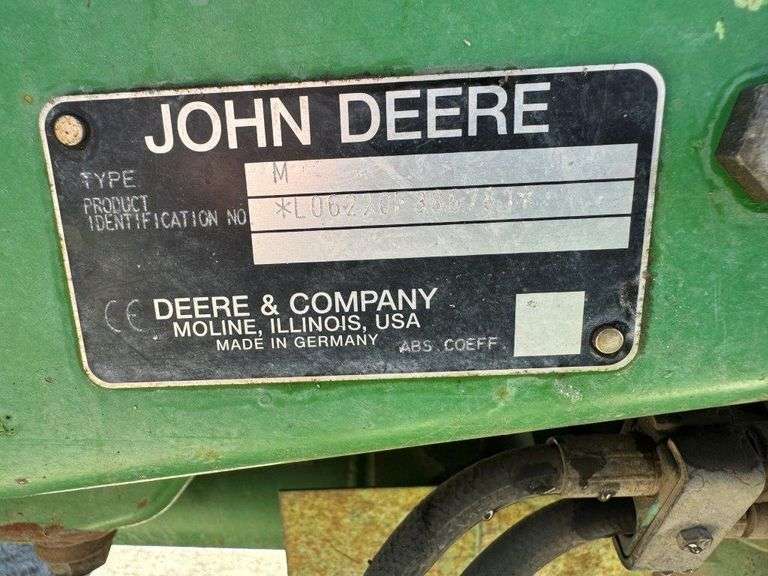 JOHN DEERE
TYPE M
PRODUCT
IDENTIFICATION NO
CE DEERE & COMPANY
MOLINE, ILLINOIS, USA
MADE IN GERMANY
ABS COEFF